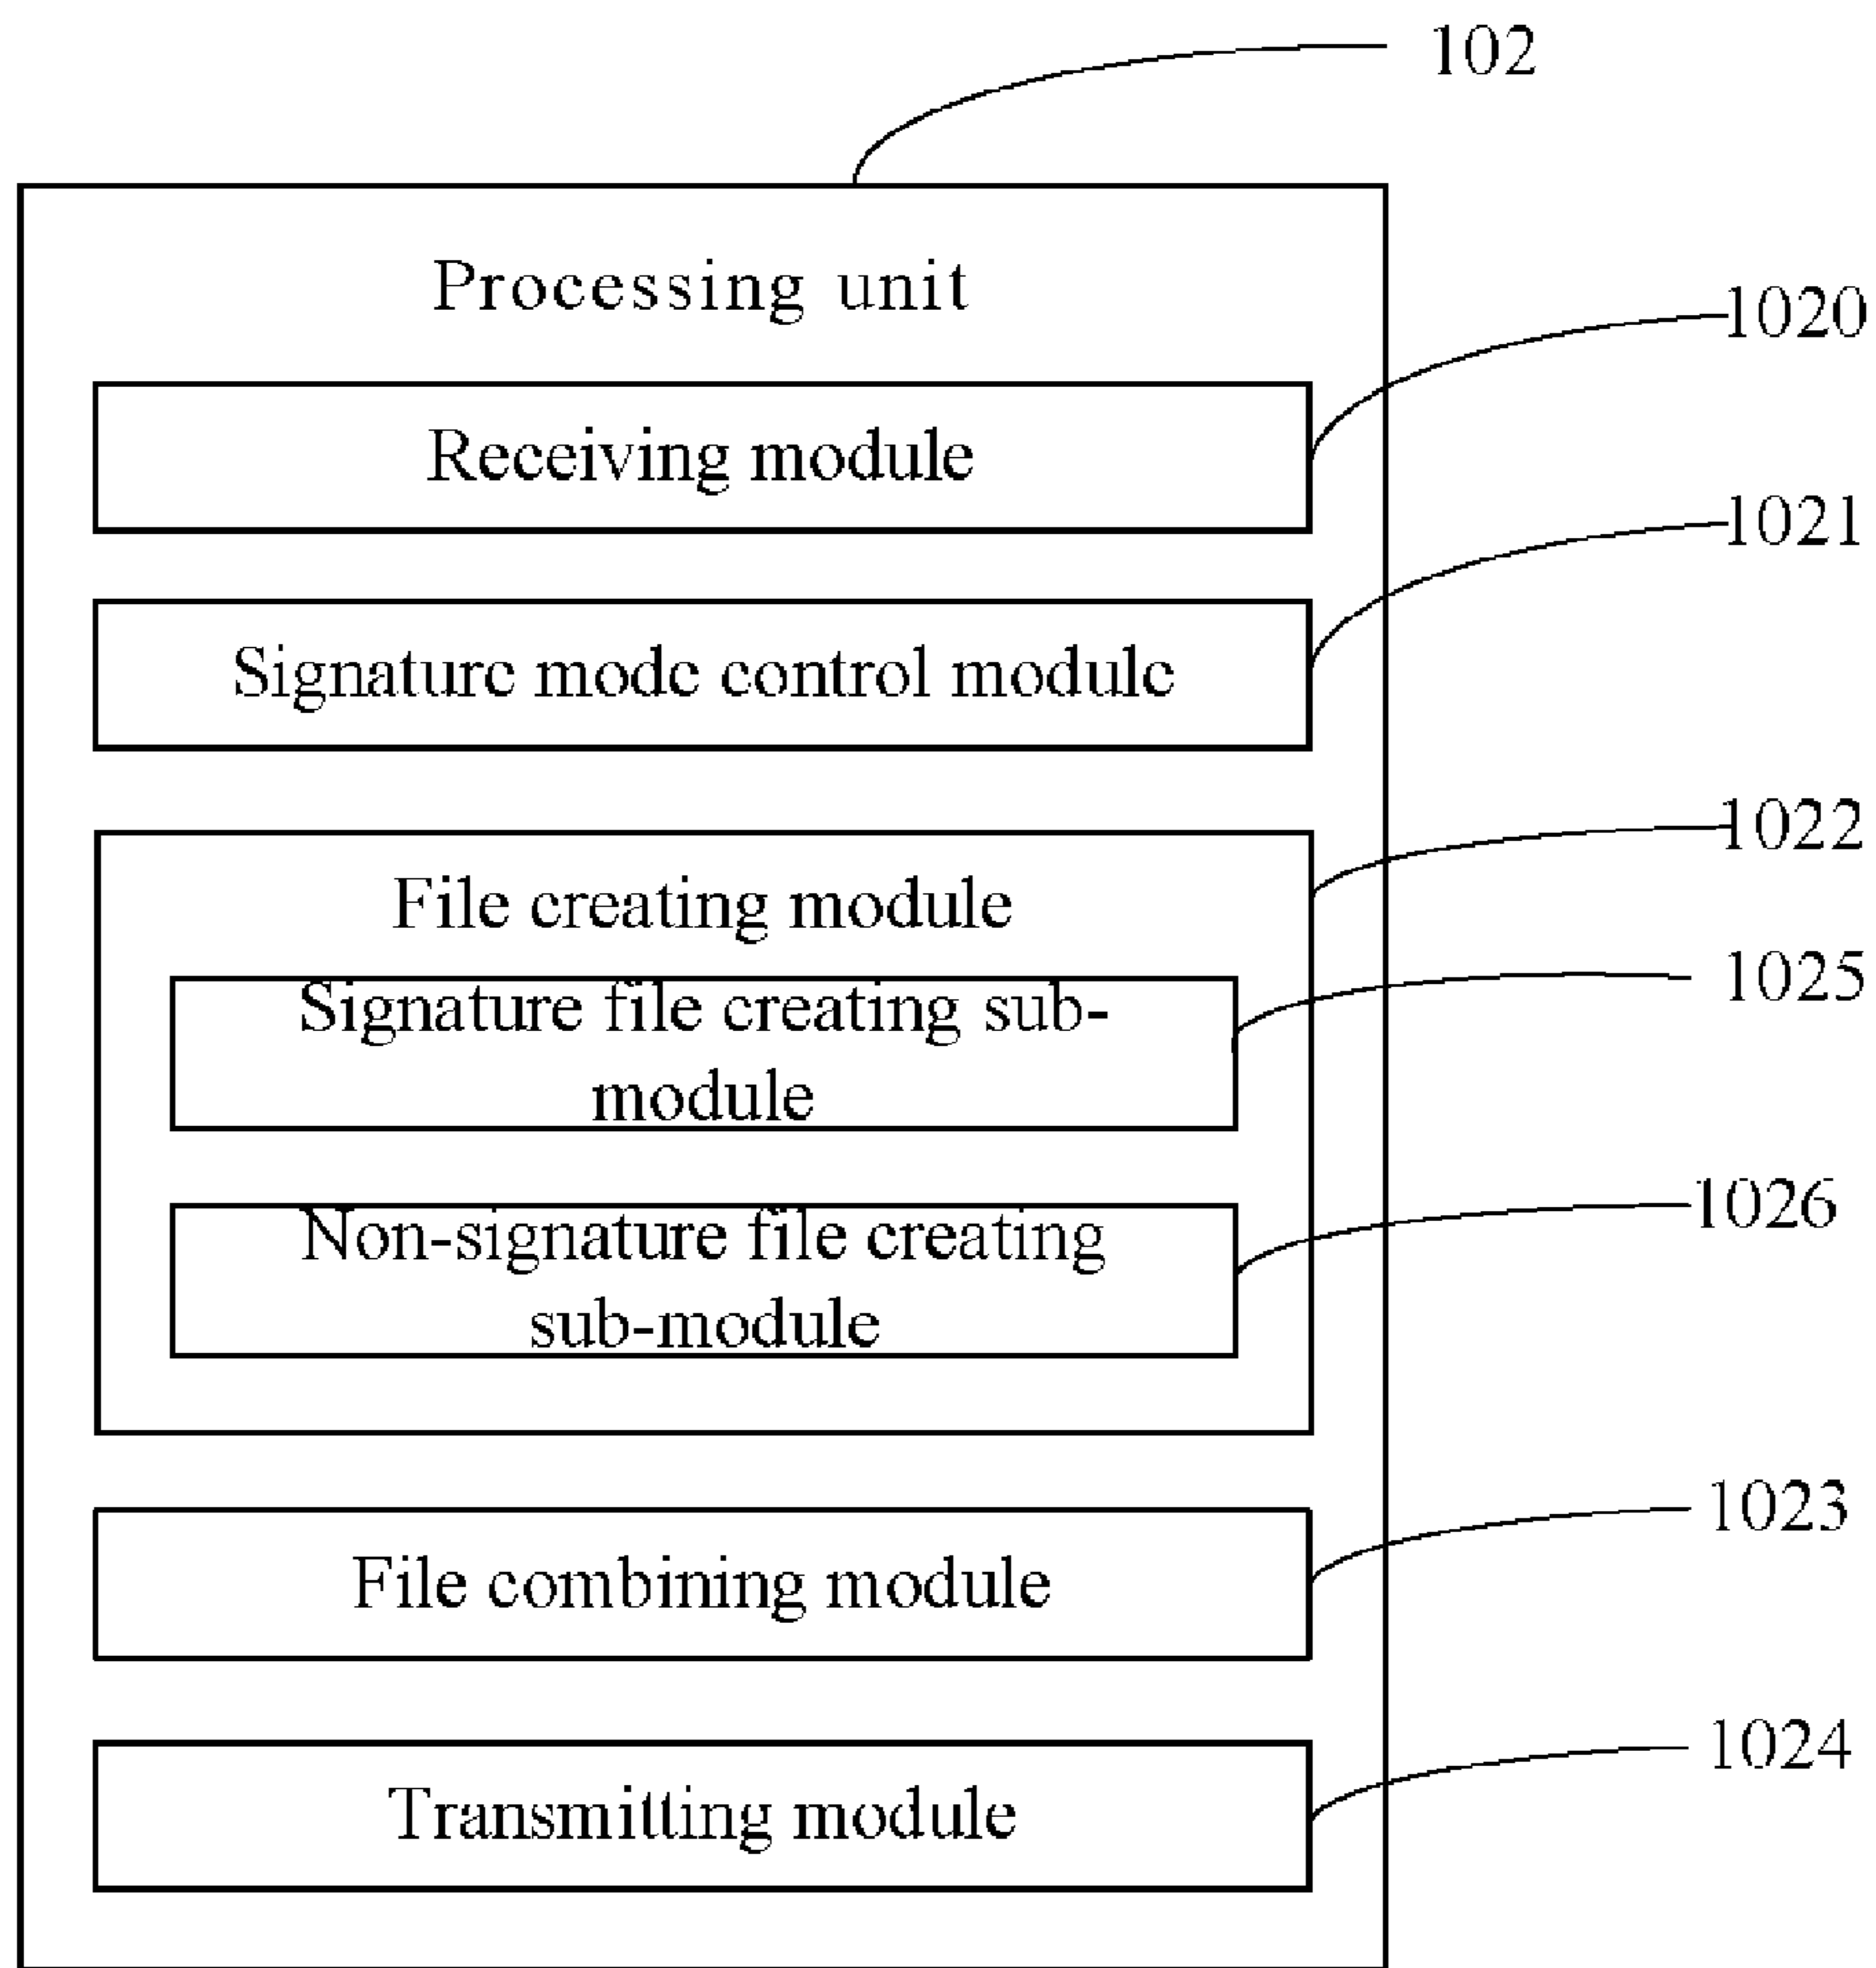 102
Processing unit
1020
Receiving module
1021
Signature mode control module
1022
File creating module
1025
Signature file creating sub-
module
1026
Non-signature file creating
sub-module
1023
File combining module
1024
Transmitting module